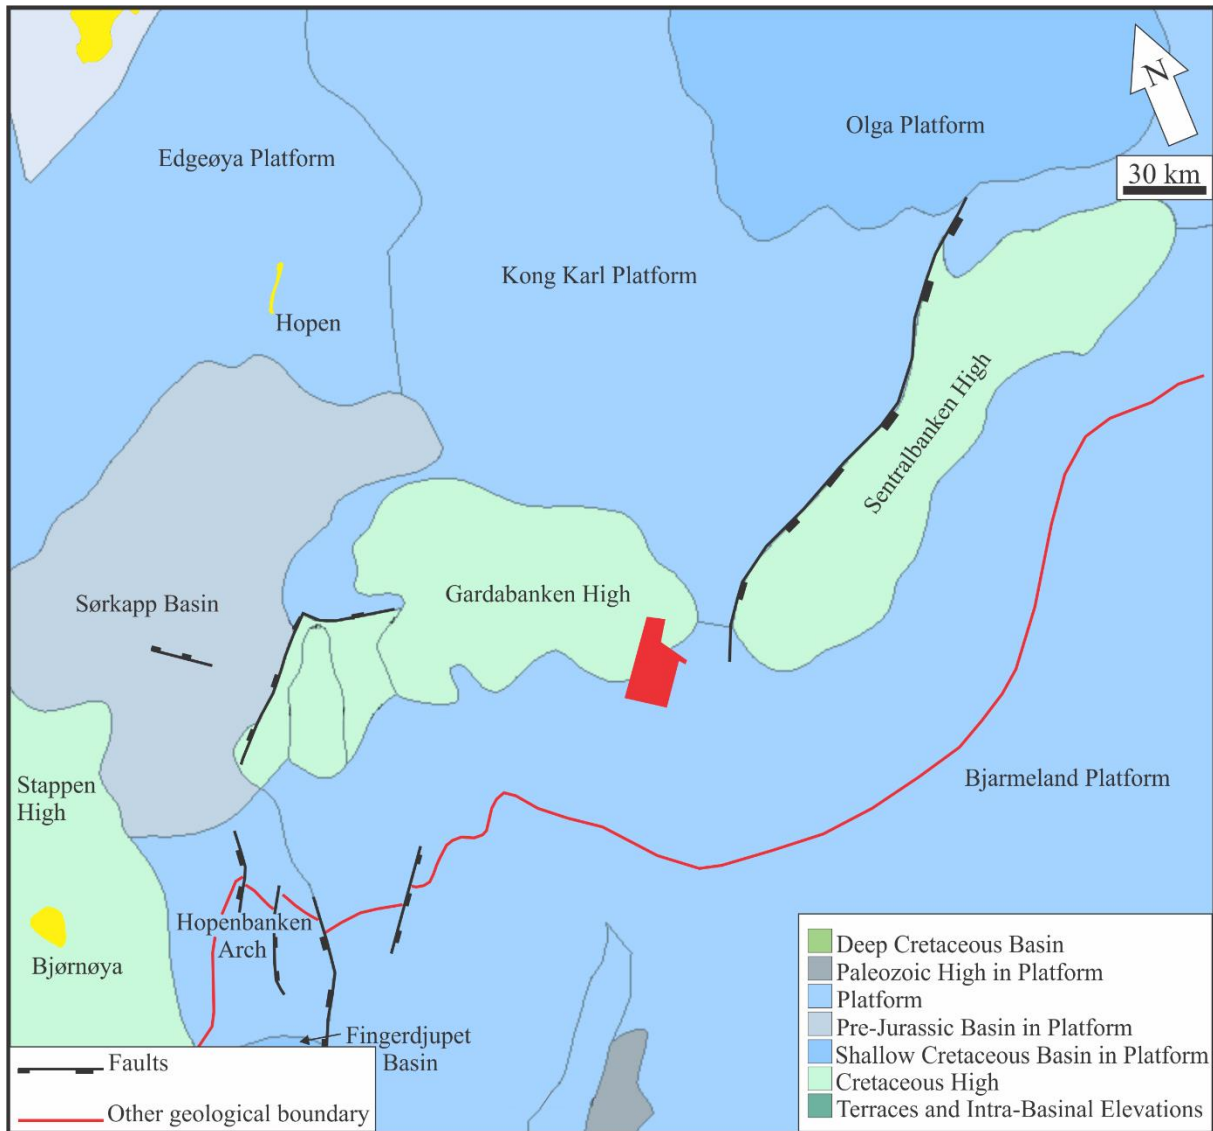 N
Olga Platform
Edgeøya Platform
30 km
Kong Karl Platform
Hopen
Sentralbanken High
Sørkapp Basin
Gardabanken High
Stappen
High
Bjarmeland Platform
Hopenbanken
Arch
Bjørnøya
Fingerdjupet
Basin
Deep Cretaceous Basin
Paleozoic High in Platform
Platform
Pre-Jurassic Basin in Platform
Shallow Cretaceous Basin in Platform
Cretaceous High
Terraces and Intra-Basinal Elevations
Faults
Other geological boundary